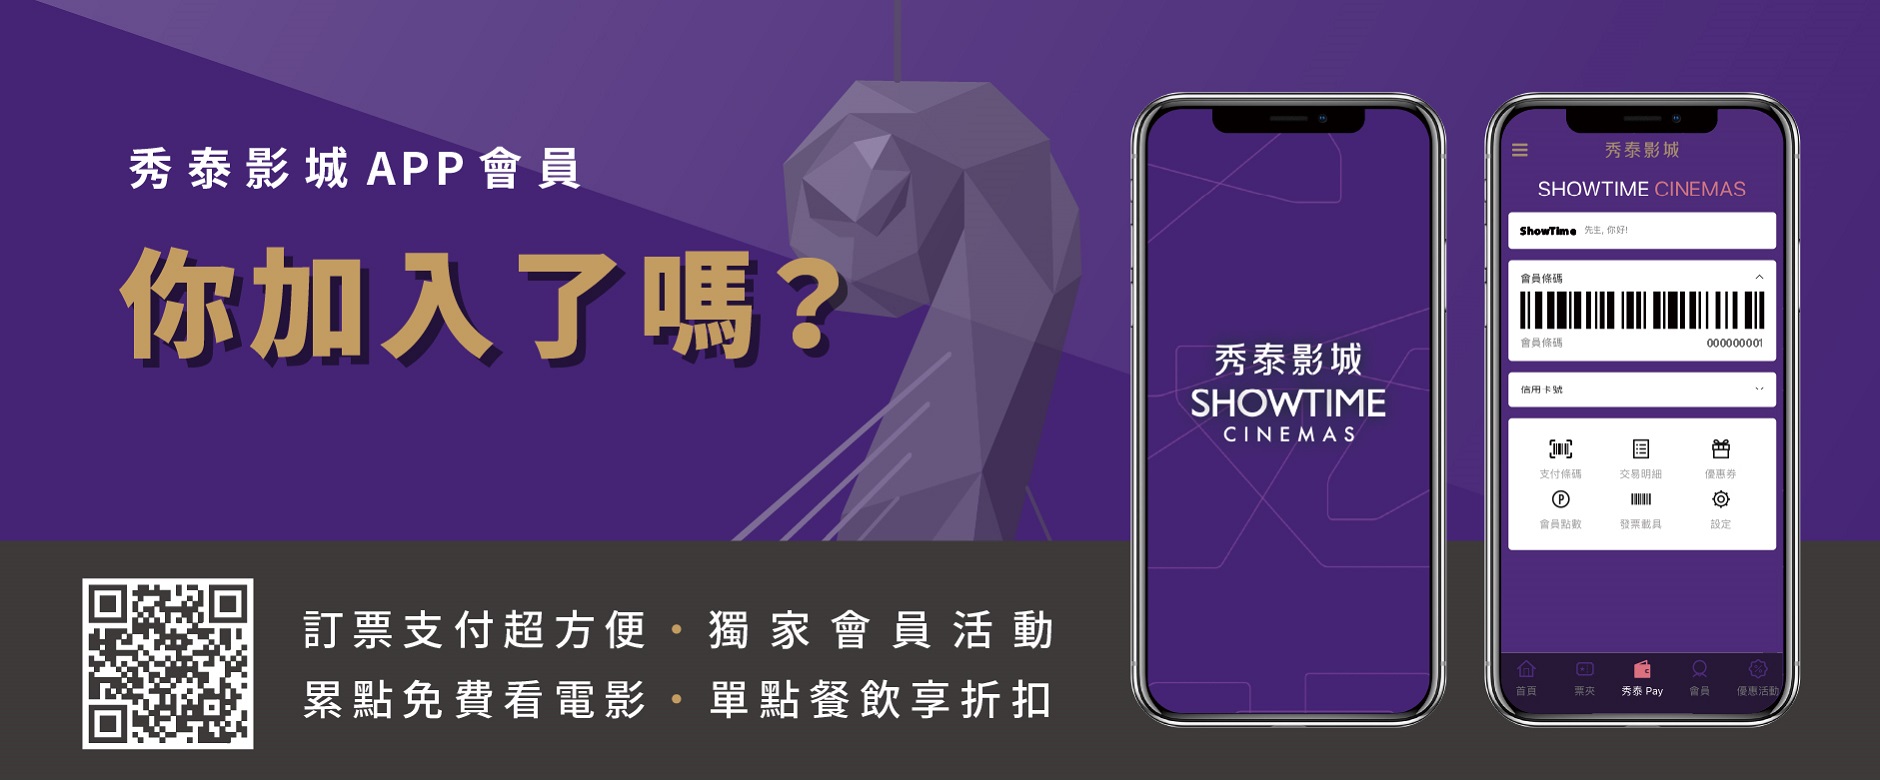 秀泰影城APP會員
你加入了嗎?
訂票支付超方便・獨家會員活動
累點免費看電影・單點餐飲享折扣
秀泰影城
SHOWTIME
CINEMAS
秀泰影城
SHOWTIME CINEMAS
ShowTime 先生, 你好!
會員條碼
會員條碼 000000001
信用卡號
支付條碼 交易明細 優惠券
會員點數 發票載具 設定
首頁 票夾 秀泰 Pay 會員 優惠活動